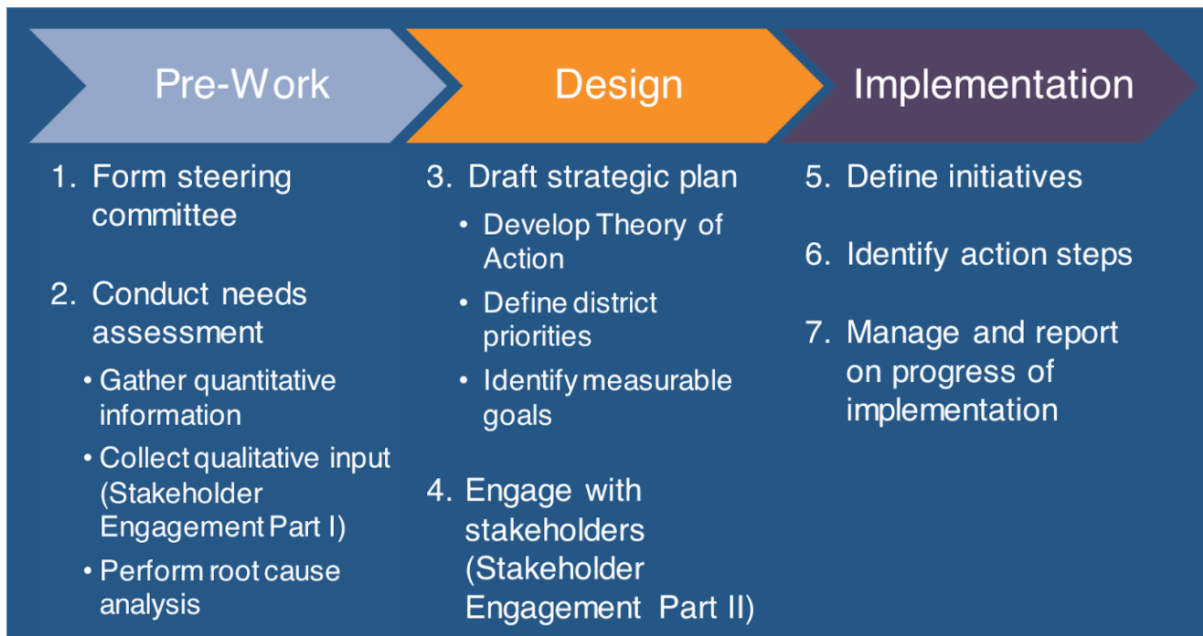 Pre-Work
Design
Implementation
1. Form steering
committee
2. Conduct needs
assessment
• Gather quantitative
information
• Collect qualitative input
(Stakeholder
Engagement Part I)
• Perform root cause
analysis
3. Draft strategic plan
• Develop Theory of
Action
• Define district
priorities
• Identify measurable
goals
4. Engage with
stakeholders
(Stakeholder
Engagement Part II)
5. Define initiatives
6. Identify action steps
7. Manage and report
on progress of
implementation